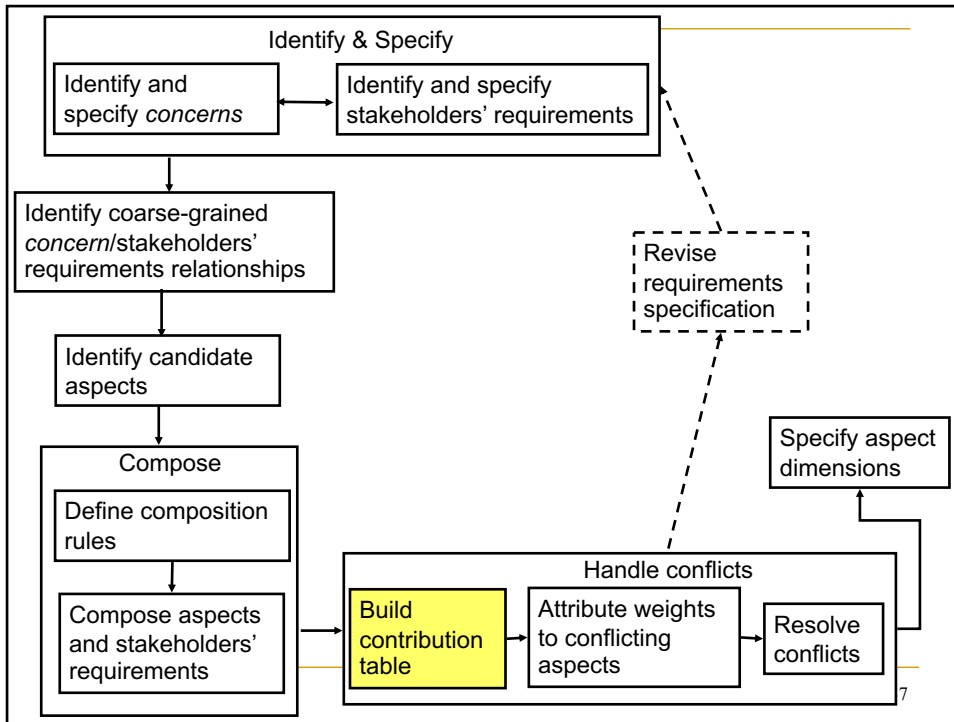 Identify & Specify
Identify and
specify concerns
Identify and specify
stakeholders' requirements
Identify coarse-grained
concern/stakeholders'
requirements relationships
Revise
requirements
specification
Identify candidate
aspects
Specify aspect
dimensions
Compose
Define composition
rules
Compose aspects
and stakeholders'
requirements
Handle conflicts
Build
contribution
table
Attribute weights
to conflicting
aspects
Resolve
conflicts